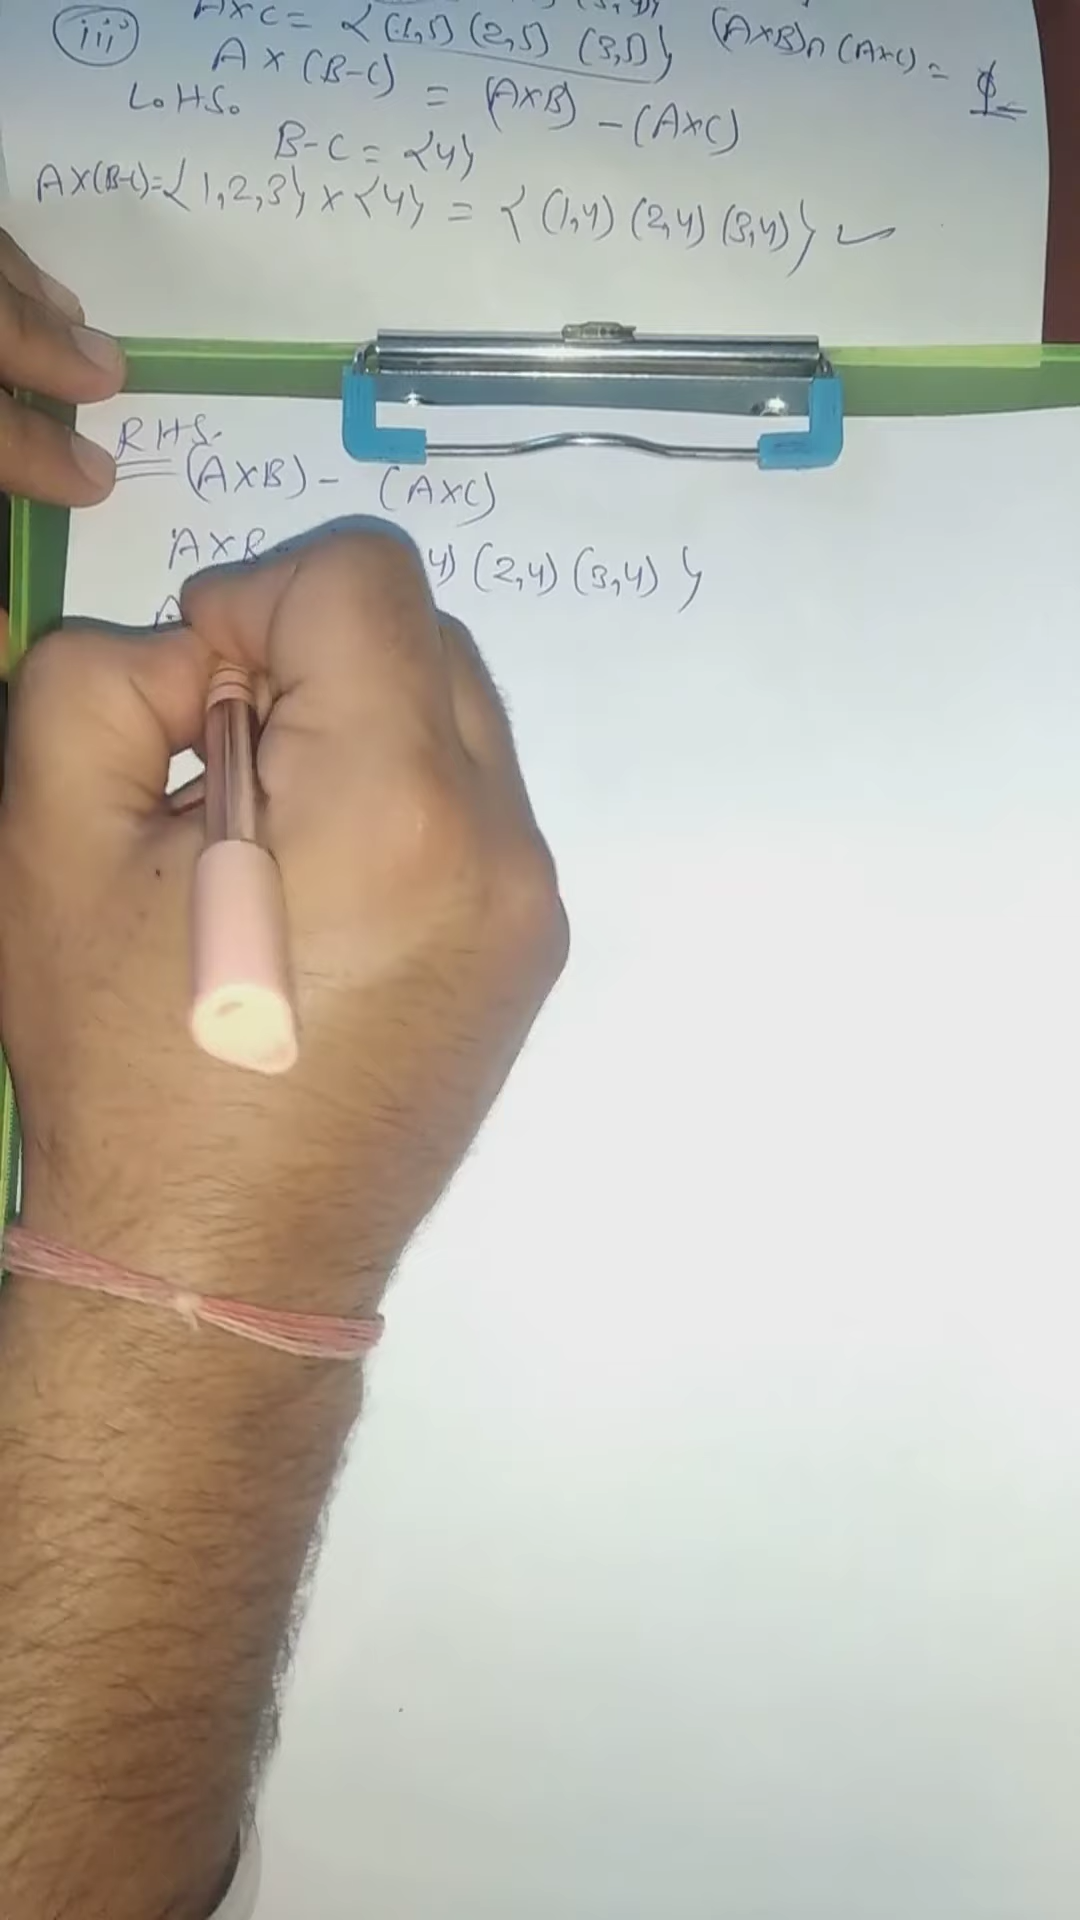 (iii)
A×C= {(1,5) (2,5) (3,5)} (A×B)∩(A×C) = ϕ
A × (B-C) = (A×B) - (A×C)
L.H.S.
B-C = {4}
A×(B-C)={1,2,3} × {4} = { (1,4) (2,4) (3,4) } ✓
RHS.
(A×B) - (A×C)
A×B 4) (2,4) (3,4) }
A